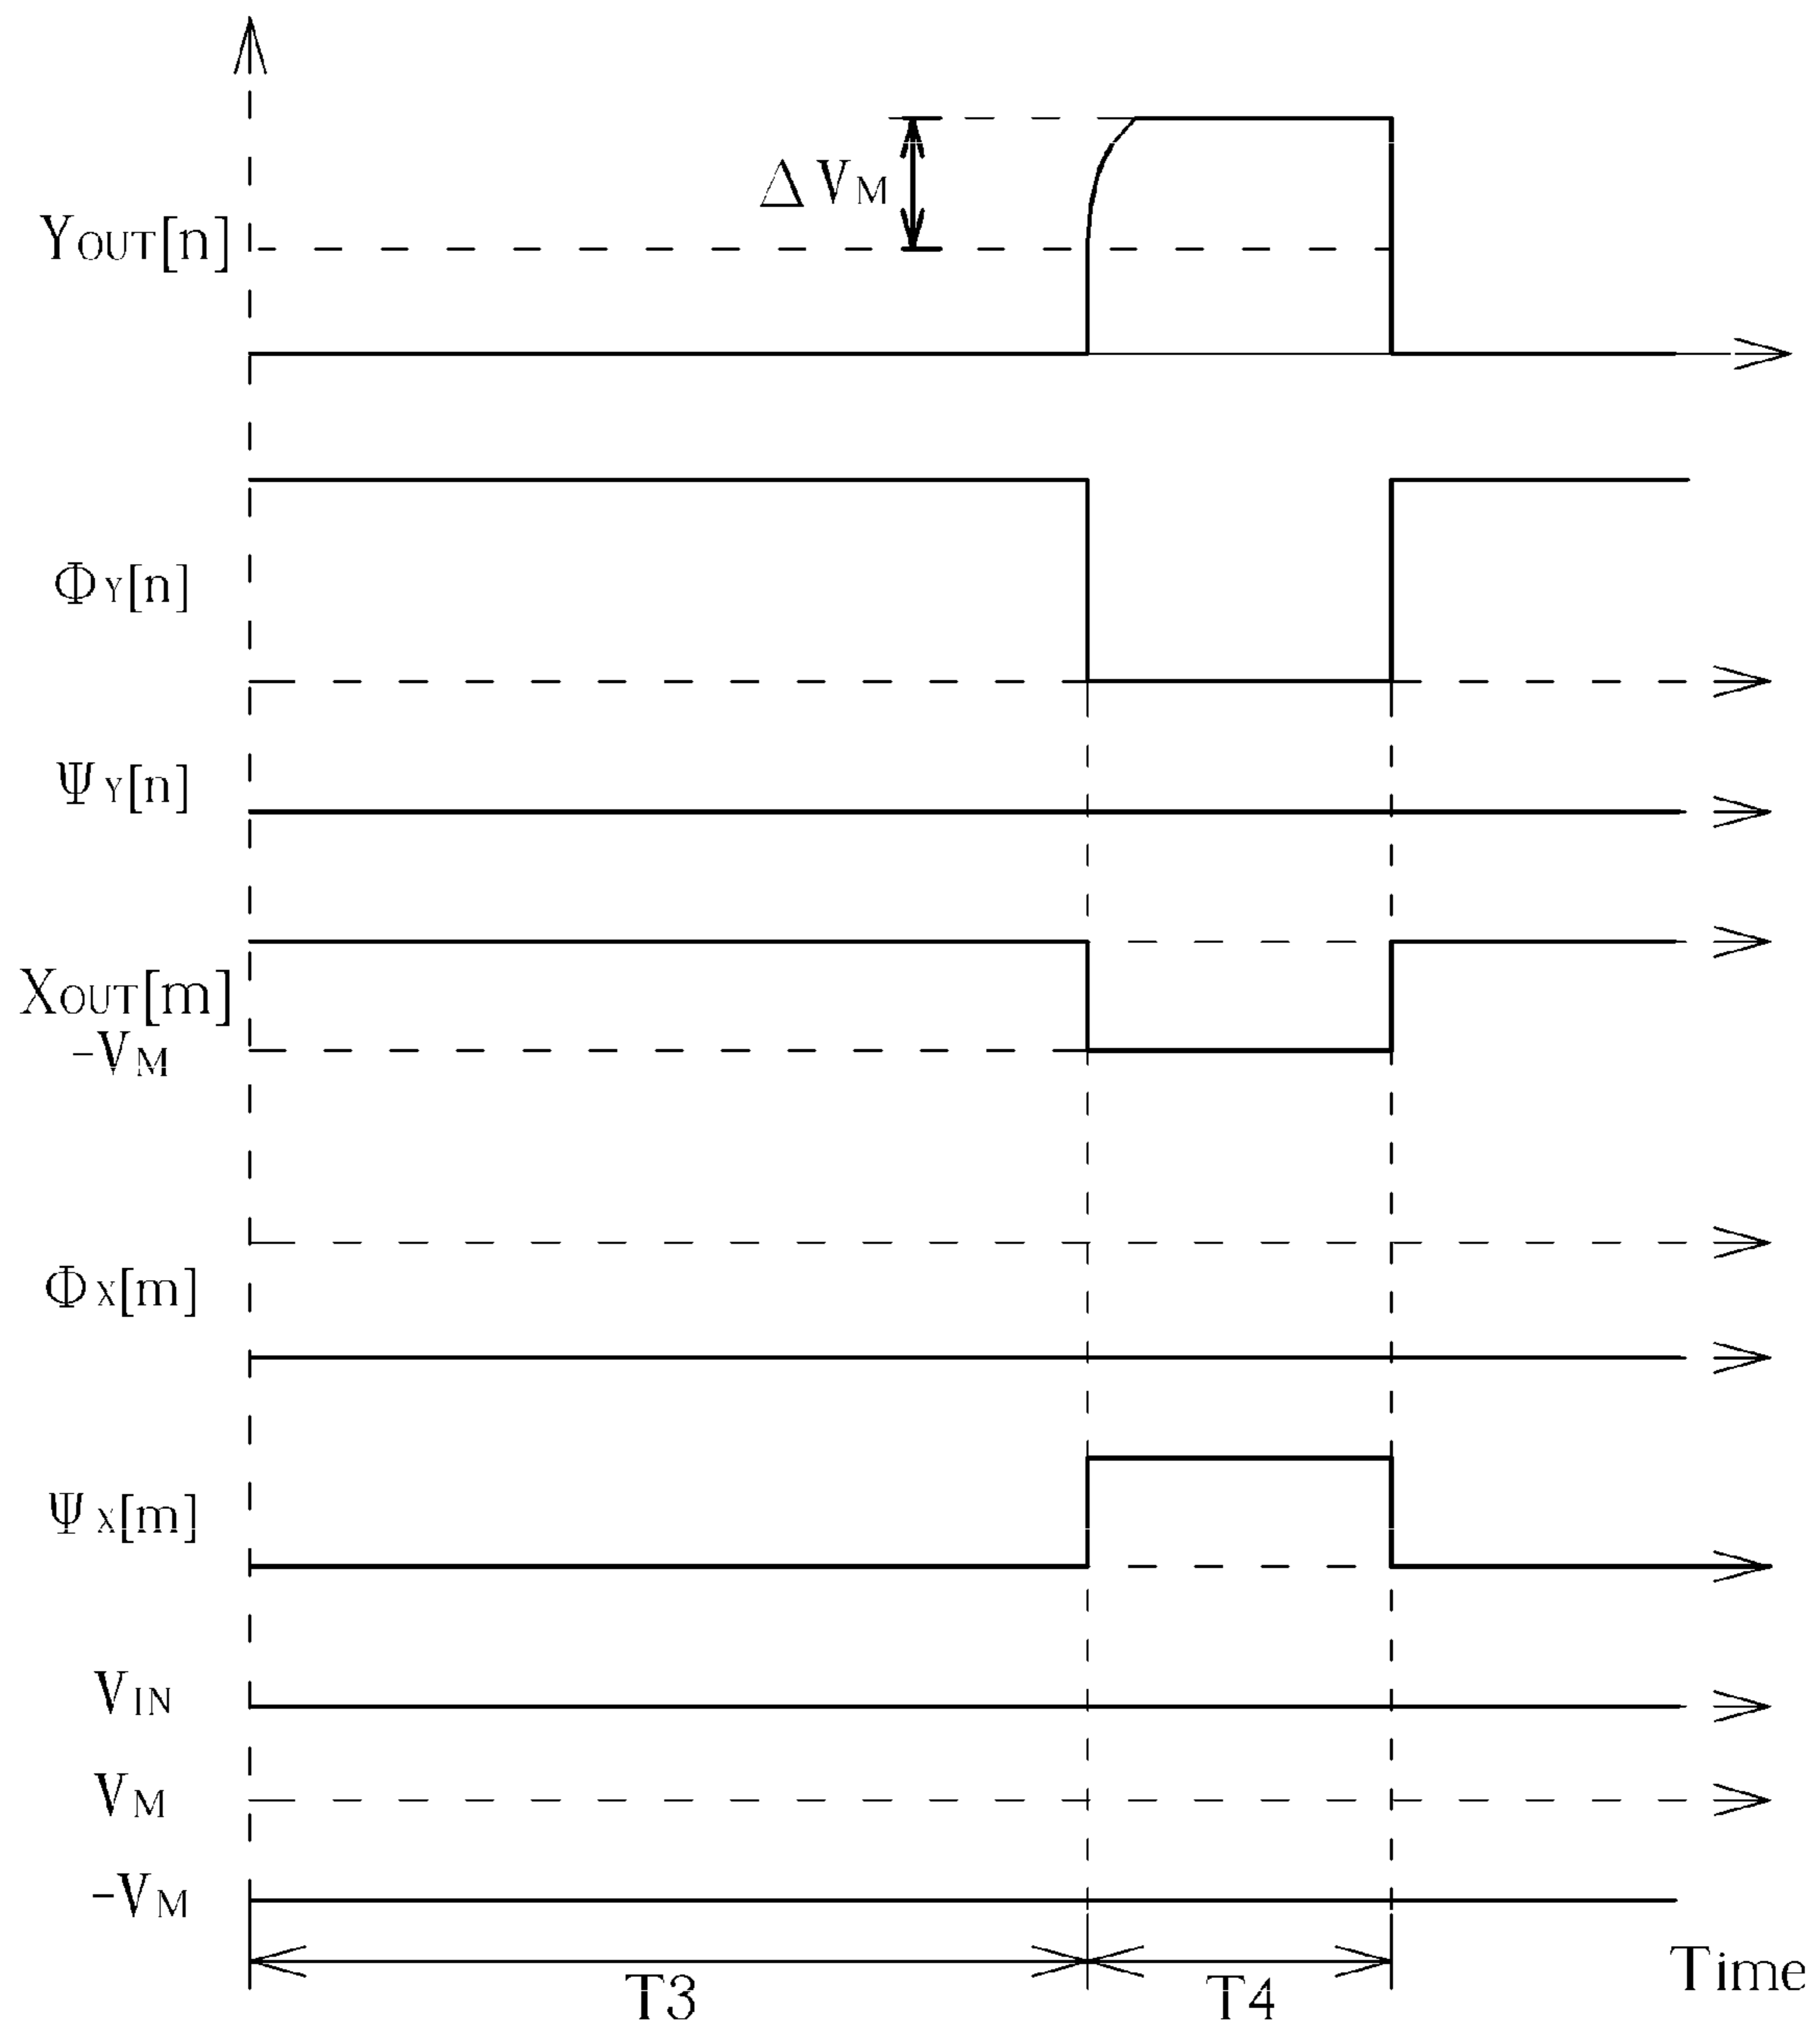 ΔVM
YOUT[n]
ΦY[n]
ΨY[n]
XOUT[m]
-VM
ΦX[m]
ΨX[m]
VIN
VM
-VM
T3 T4 Time